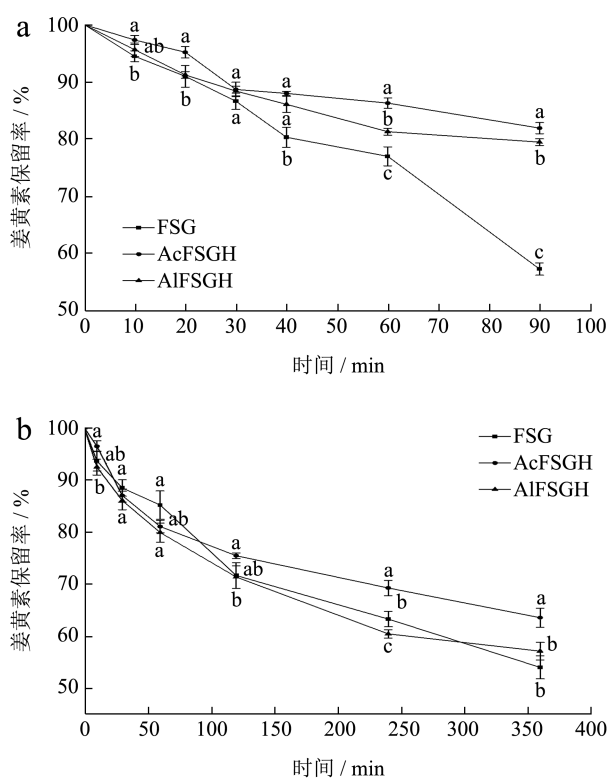 a
100
90
80
70
60
50
姜黄素保留率 / %
a
a
ab
b
b
a
a
a
a
b
a
b
c
a
b
c
FSG
AcFSGH
AlFSGH
0 10 20 30 40 50 60 70 80 90 100
时间 / min
b
100
90
80
70
60
50
姜黄素保留率 / %
a
ab
b
a
a
a
ab
a
a
ab
b
a
b
c
a
b
b
FSG
AcFSGH
AlFSGH
0 50 100 150 200 250 300 350 400
时间 / min